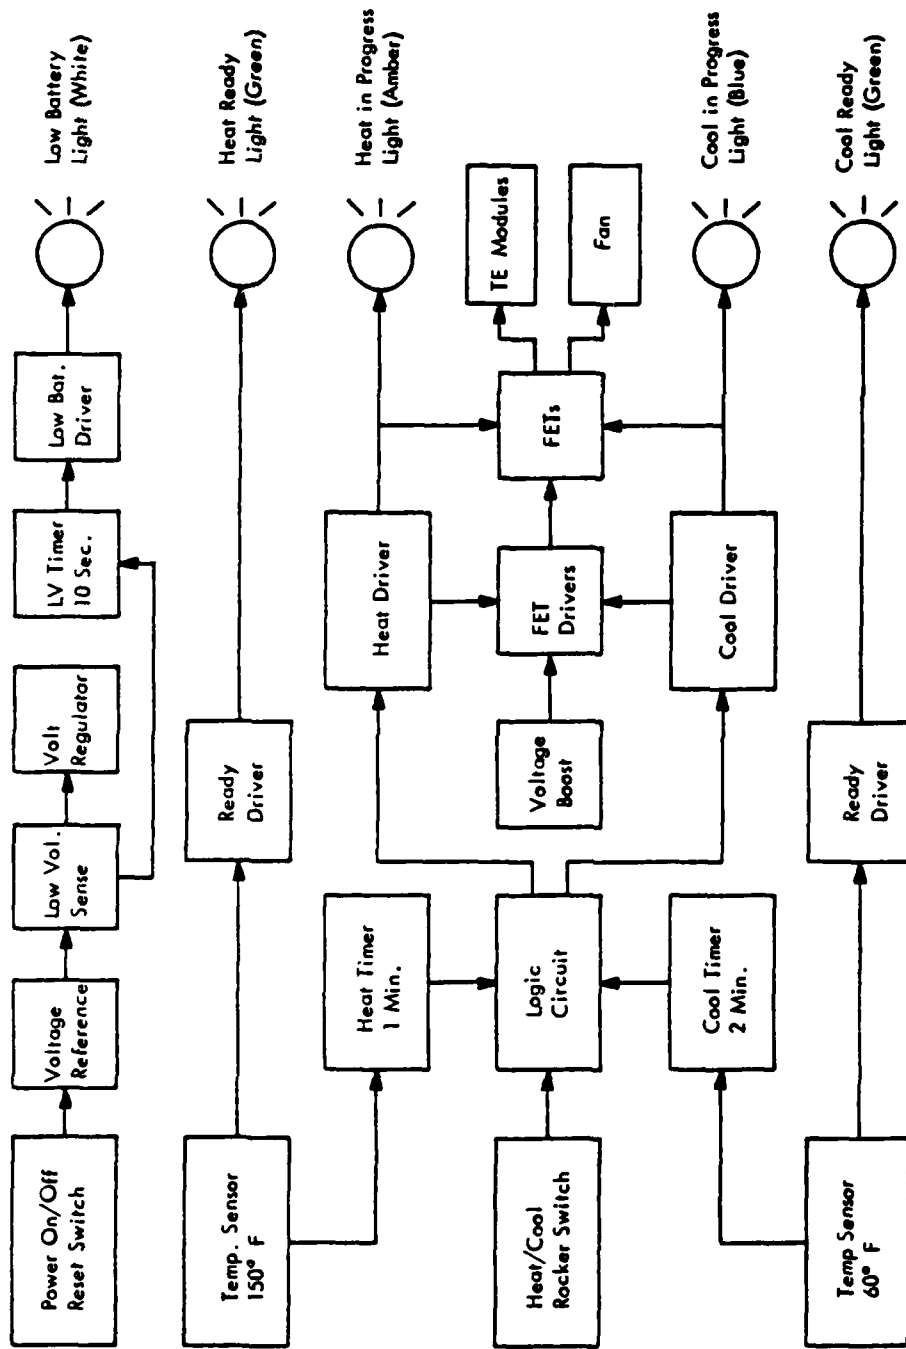 Power On/Off
Reset Switch
Voltage
Reference
Low Vol.
Sense
Volt
Regulator
LV Timer
10 Sec.
Low Bat.
Driver
Low Battery
Light (White)
Temp. Sensor
150° F
Ready
Driver
Heat Ready
Light (Green)
Heat Timer
1 Min.
Heat Driver
Heat in Progress
Light (Amber)
Heat/Cool
Rocker Switch
Logic
Circuit
Voltage
Boost
FET
Drivers
FETs
TE Modules
Fan
Cool Timer
2 Min.
Cool Driver
Cool in Progress
Light (Blue)
Temp Sensor
60° F
Ready
Driver
Cool Ready
Light (Green)